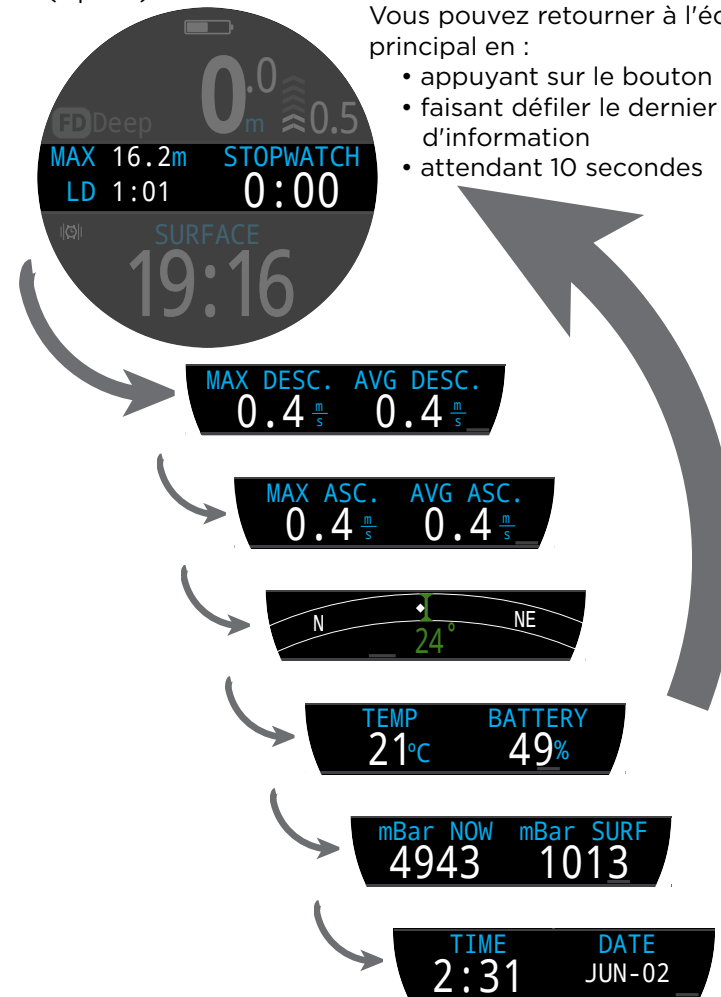 Vous pouvez retourner à l'éc
principal en :
• appuyant sur le bouton
• faisant défiler le dernier
d'information
• attendant 10 secondes
0.0
m
0.5
FD Deep
MAX 16.2m STOPWATCH
LD 1:01 0:00
SURFACE
19:16
MAX DESC. AVG DESC.
0.4 m/s 0.4 m/s
MAX ASC. AVG ASC.
0.4 m/s 0.4 m/s
N NE
24°
TEMP BATTERY
21°C 49%
mBar NOW mBar SURF
4943 1013
TIME DATE
2:31 JUN-02